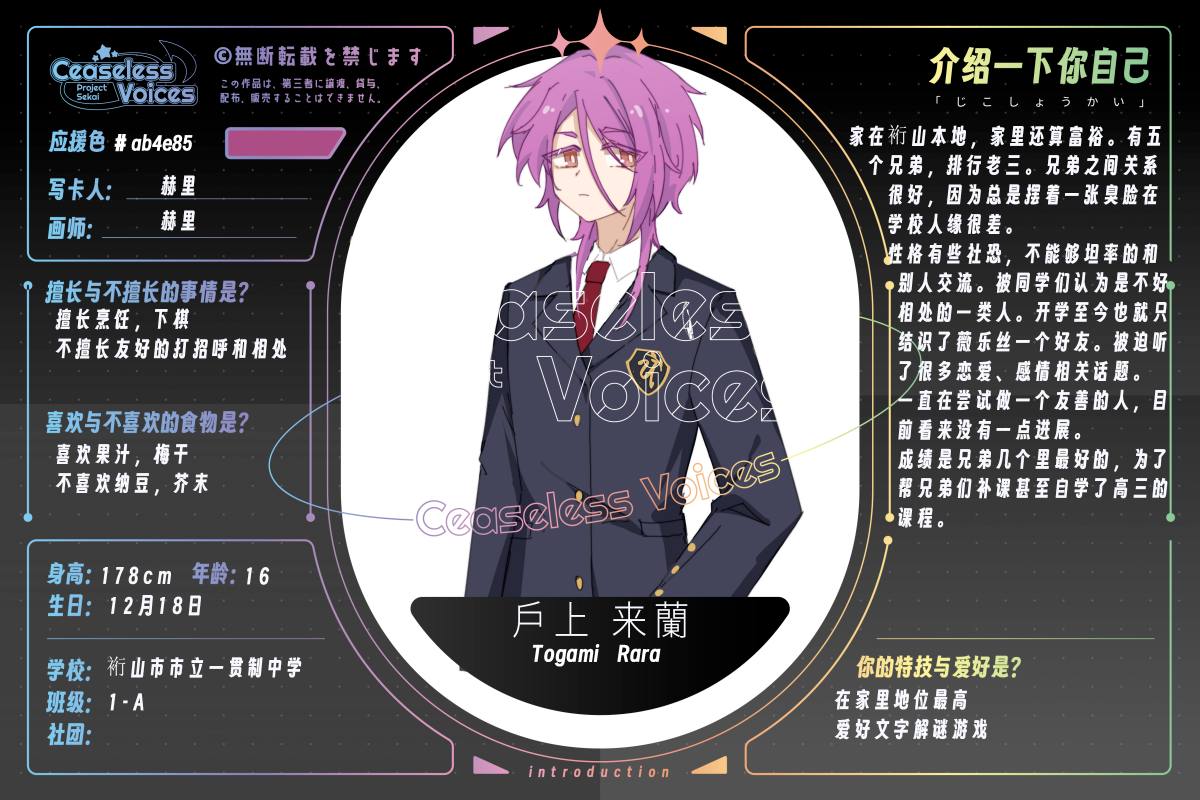 Ceaseless
Project
Sekai
Voices
©無断転載を禁じます
この作品は、第三者に譲渡、貸与、
配布、販売することはできません。
应援色 # ab4e85
写卡人: 赫里
画师: 赫里
擅长与不擅长的事情是?
擅长烹饪，下棋
不擅长友好的打招呼和相处
喜欢与不喜欢的食物是?
喜欢果汁，梅干
不喜欢纳豆，芥末
身高: 178cm 年龄: 16
生日: 12月18日
学校: 裄山市市立一贯制中学
班级: 1-A
社团:
Ceaseless
t Voices
Ceaseless Voices
戶上 来蘭
Togami Rara
introduction
介绍一下你自己
「じこしょうかい」
家在裄山本地，家里还算富裕。有五
个兄弟，排行老三。兄弟之间关系
很好，因为总是摆着一张臭脸在
学校人缘很差。
性格有些社恐，不能够坦率的和
别人交流。被同学们认为是不好
相处的一类人。开学至今也就只
结识了薇乐丝一个好友。被迫听
了很多恋爱、感情相关话题。
一直在尝试做一个友善的人，目
前看来没有一点进展。
成绩是兄弟几个里最好的，为了
帮兄弟们补课甚至自学了高三的
课程。
你的特技与爱好是?
在家里地位最高
爱好文字解谜游戏